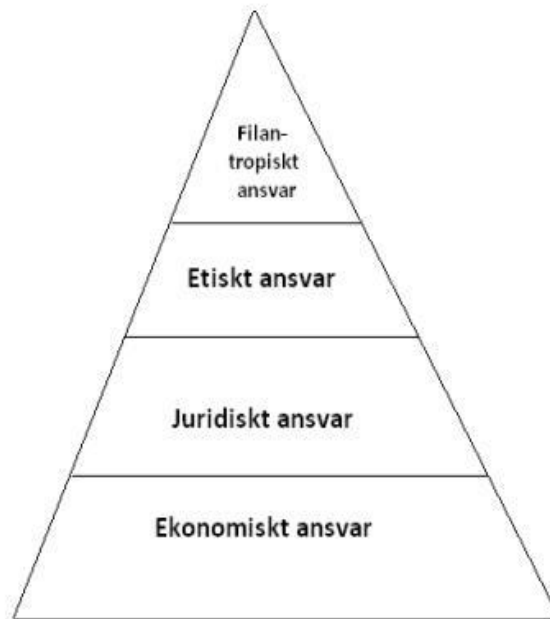 Filan-
tropiskt
ansvar
Etiskt ansvar
Juridiskt ansvar
Ekonomiskt ansvar